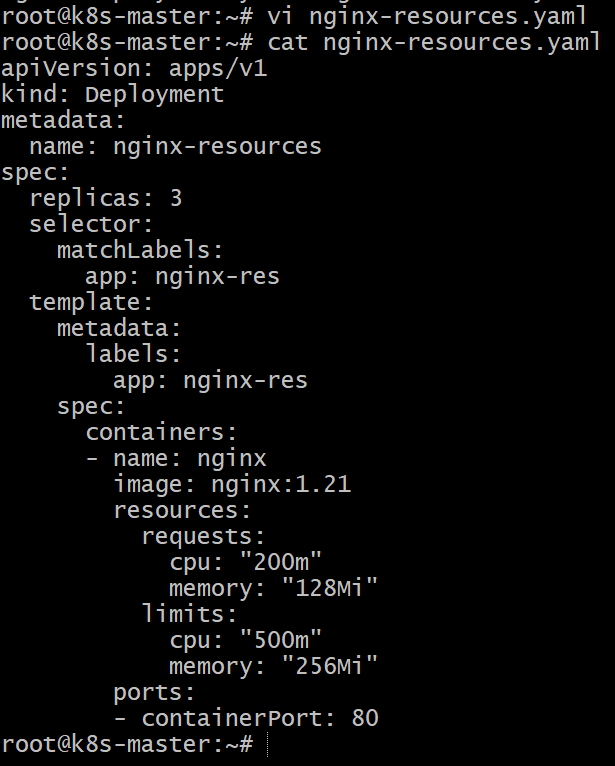 root@k8s-master:~# vi nginx-resources.yaml
root@k8s-master:~# cat nginx-resources.yaml
apiVersion: apps/v1
kind: Deployment
metadata:
  name: nginx-resources
spec:
  replicas: 3
  selector:
    matchLabels:
      app: nginx-res
  template:
    metadata:
      labels:
        app: nginx-res
    spec:
      containers:
      - name: nginx
        image: nginx:1.21
        resources:
          requests:
            cpu: "200m"
            memory: "128Mi"
          limits:
            cpu: "500m"
            memory: "256Mi"
        ports:
        - containerPort: 80
root@k8s-master:~#